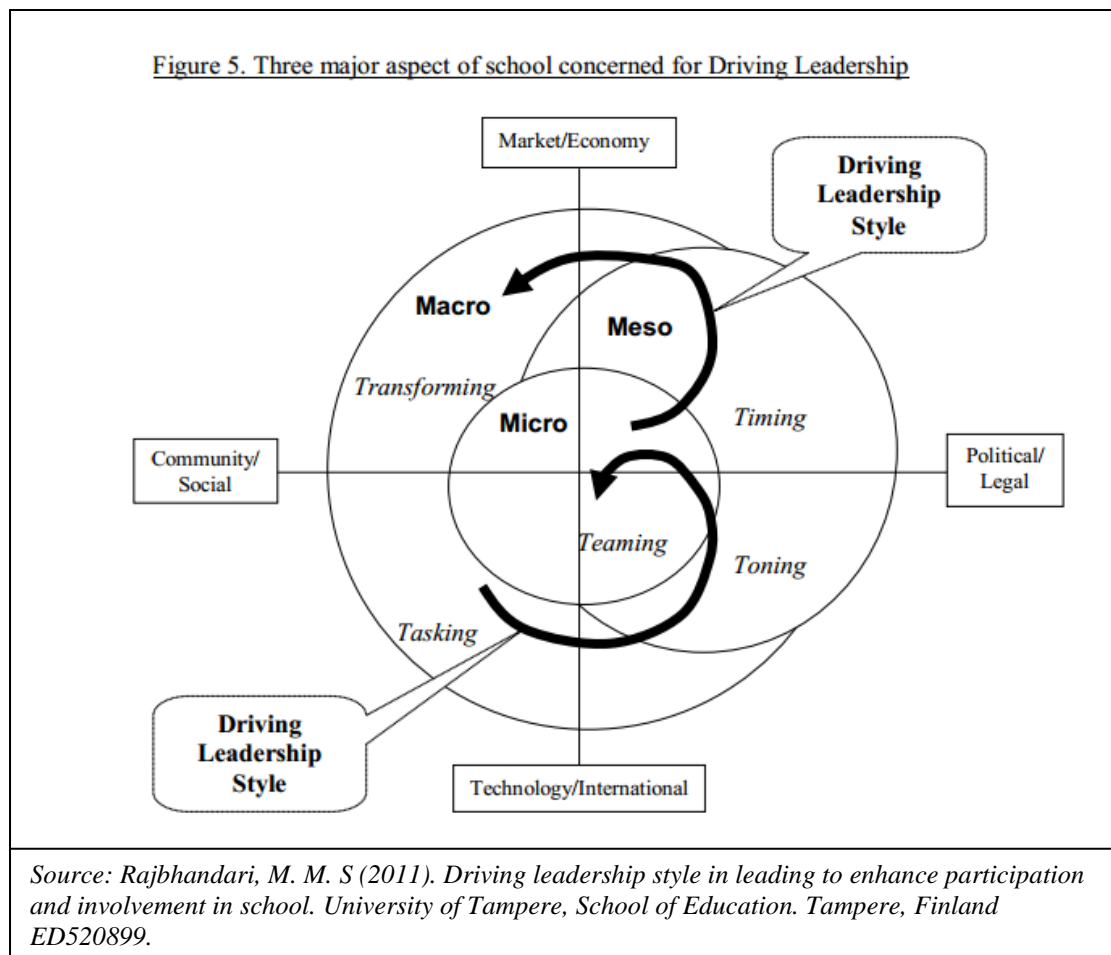 Figure 5. Three major aspect of school concerned for Driving Leadership
Market/Economy
Driving
Leadership
Style
Macro
Meso
Transforming
Micro
Timing
Community/
Social
Political/
Legal
Teaming
Toning
Tasking
Driving
Leadership
Style
Technology/International
Source: Rajbhandari, M. M. S (2011). Driving leadership style in leading to enhance participation
and involvement in school. University of Tampere, School of Education. Tampere, Finland
ED520899.